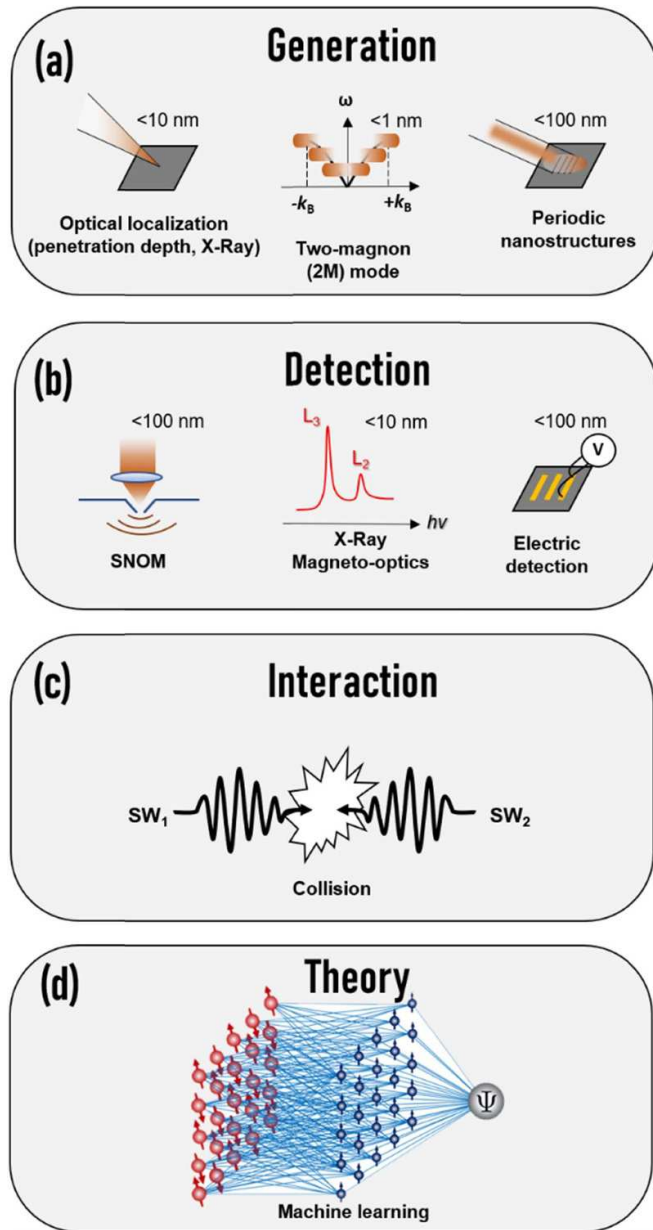 (a)
Generation
<10 nm
Optical localization
(penetration depth, X-Ray)
ω
<1 nm
-kB
+kB
Two-magnon
(2M) mode
<100 nm
Periodic
nanostructures
(b)
Detection
<100 nm
SNOM
L3
L2
<10 nm
hv
X-Ray
Magneto-optics
<100 nm
V
Electric
detection
(c)
Interaction
SW1
SW2
Collision
(d)
Theory
Ψ
Machine learning